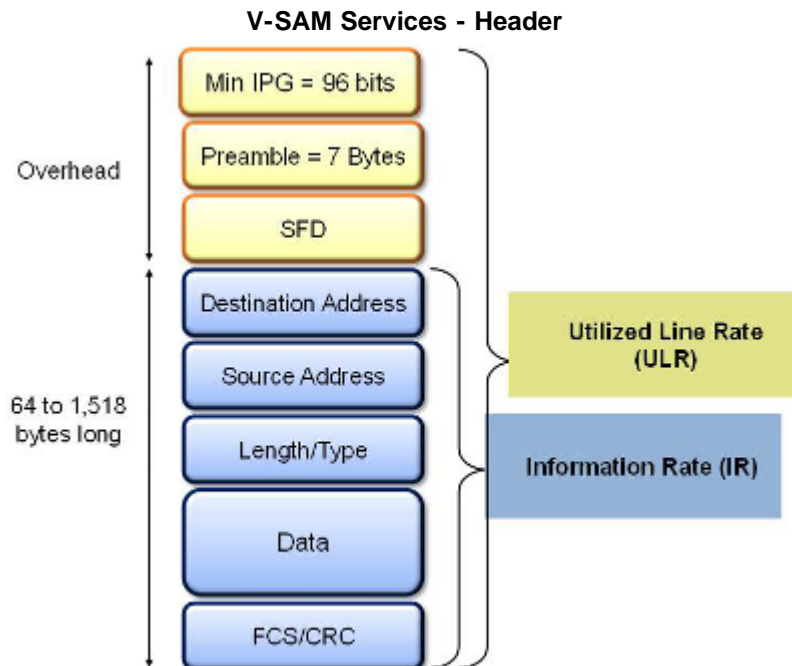 V-SAM Services - Header
Min IPG = 96 bits
Preamble = 7 Bytes
Overhead
SFD
Destination Address
Source Address
64 to 1,518
bytes long
Length/Type
Data
FCS/CRC
Utilized Line Rate
(ULR)
Information Rate (IR)